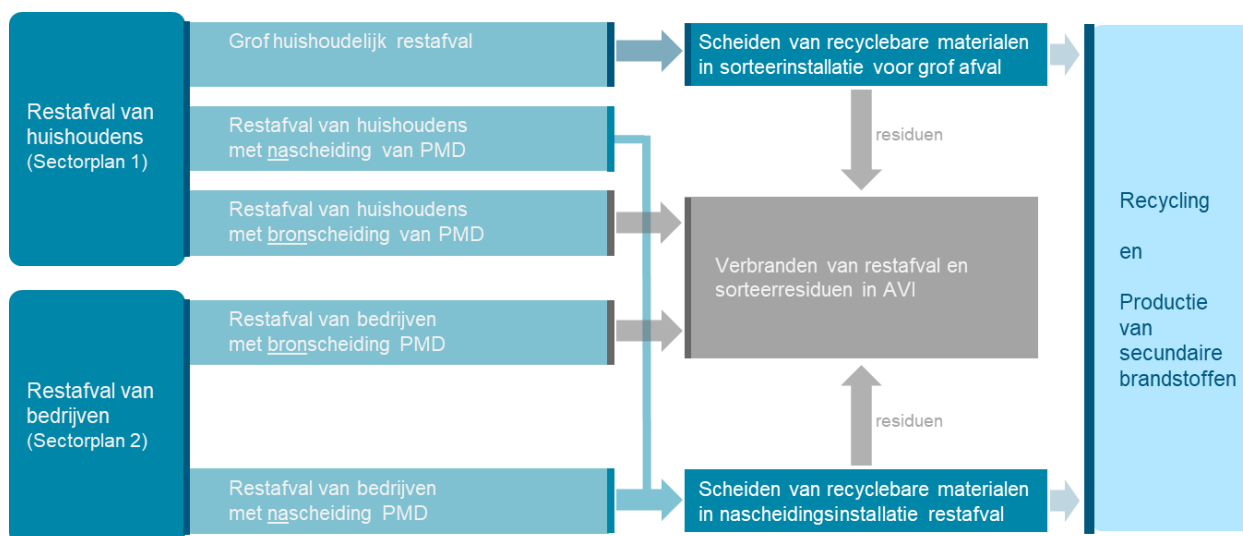 Restafval van
huishoudens
(Sectorplan 1)
Grof huishoudelijk restafval
Restafval van huishoudens
met nascheiding van PMD
Restafval van huishoudens
met bronscheiding van PMD
Restafval van
bedrijven
(Sectorplan 2)
Restafval van bedrijven
met bronscheiding PMD
Restafval van bedrijven
met nascheiding PMD
Scheiden van recyclebare materialen
in sorteerinstallatie voor grof afval
residuen
Verbranden van restafval en
sorteerresiduen in AVI
residuen
Scheiden van recyclebare materialen
in nascheidingsinstallatie restafval
Recycling
en
Productie
van
secundaire
brandstoffen